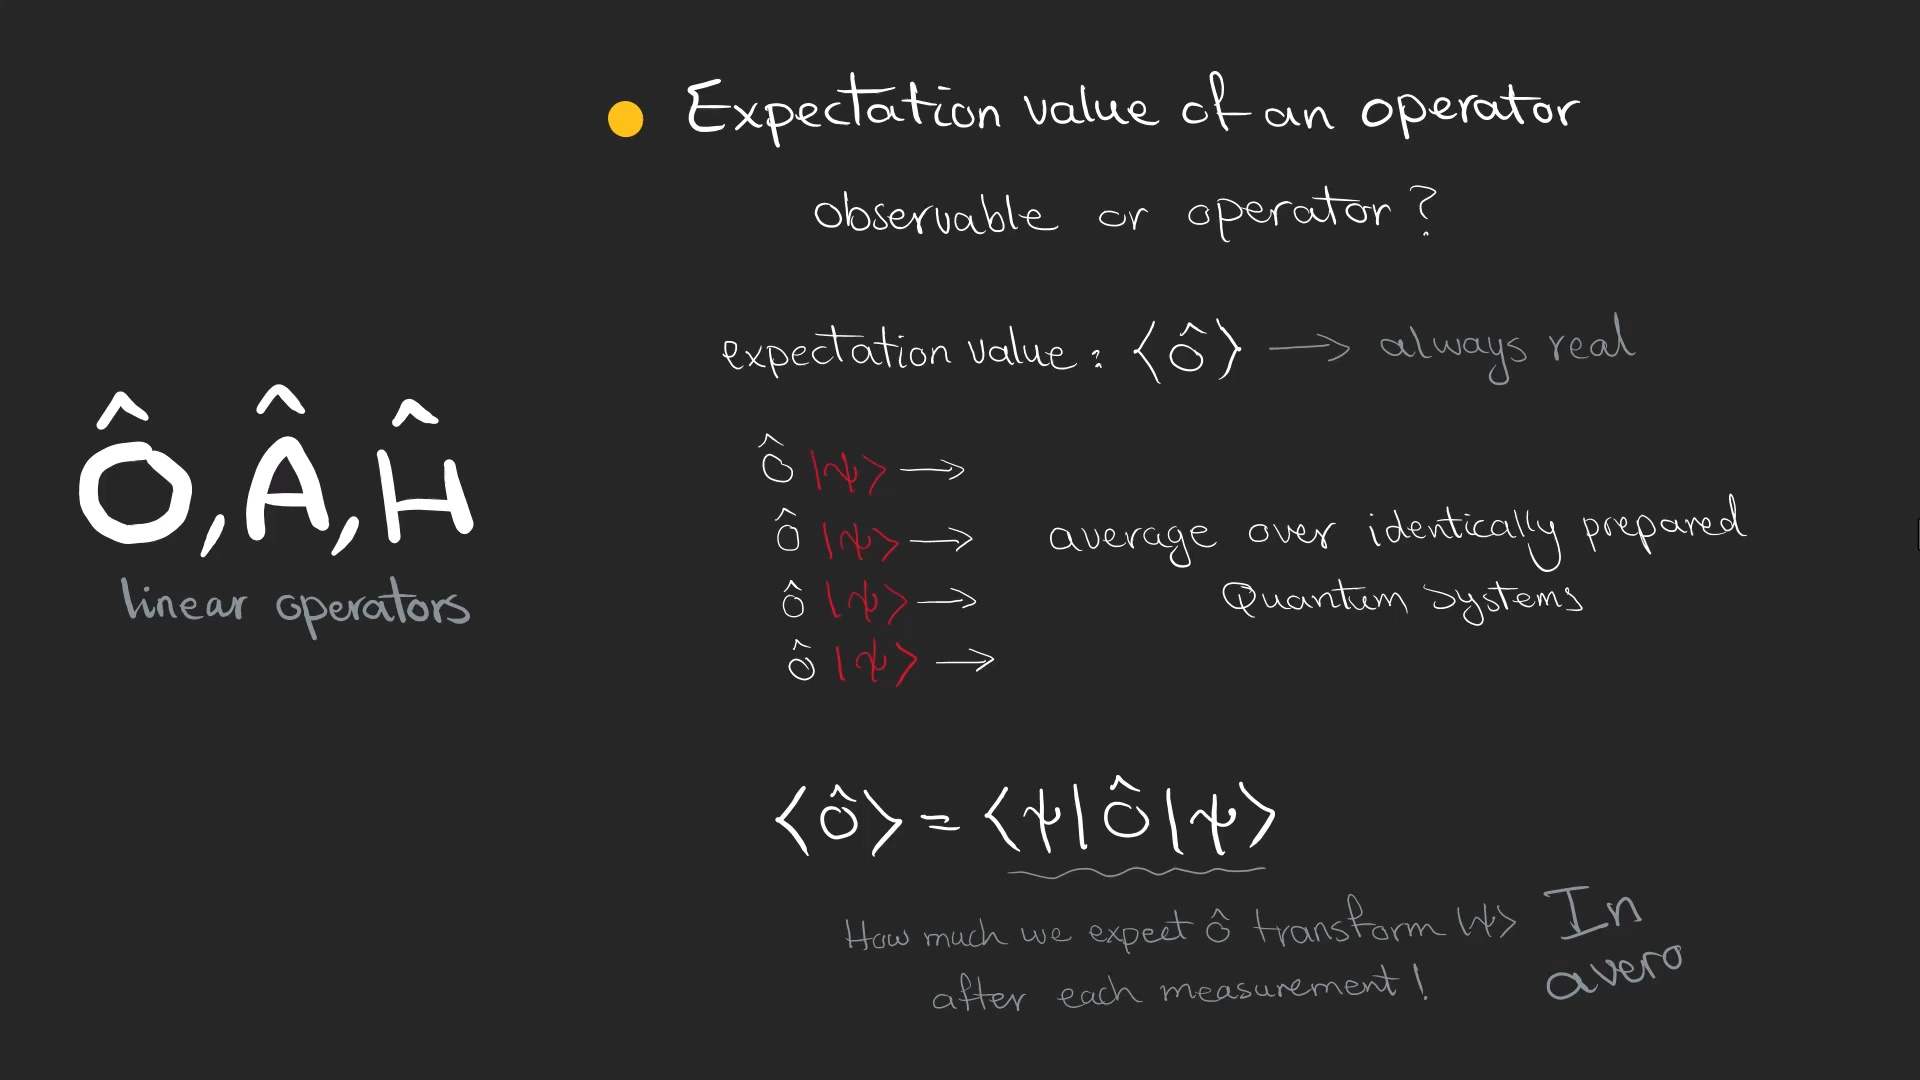 Expectation value of an operator
observable or operator?
expectation value: ⟨Ô⟩ → always real
Ô, Â, Ĥ
linear operators
Ô |ψ⟩ →
Ô |ψ⟩ →
Ô |ψ⟩ →
Ô |ψ⟩ →
average over identically prepared
Quantum systems
⟨Ô⟩ = ⟨ψ|Ô|ψ⟩
How much we expect Ô transform |ψ⟩
after each measurement!
In
avera